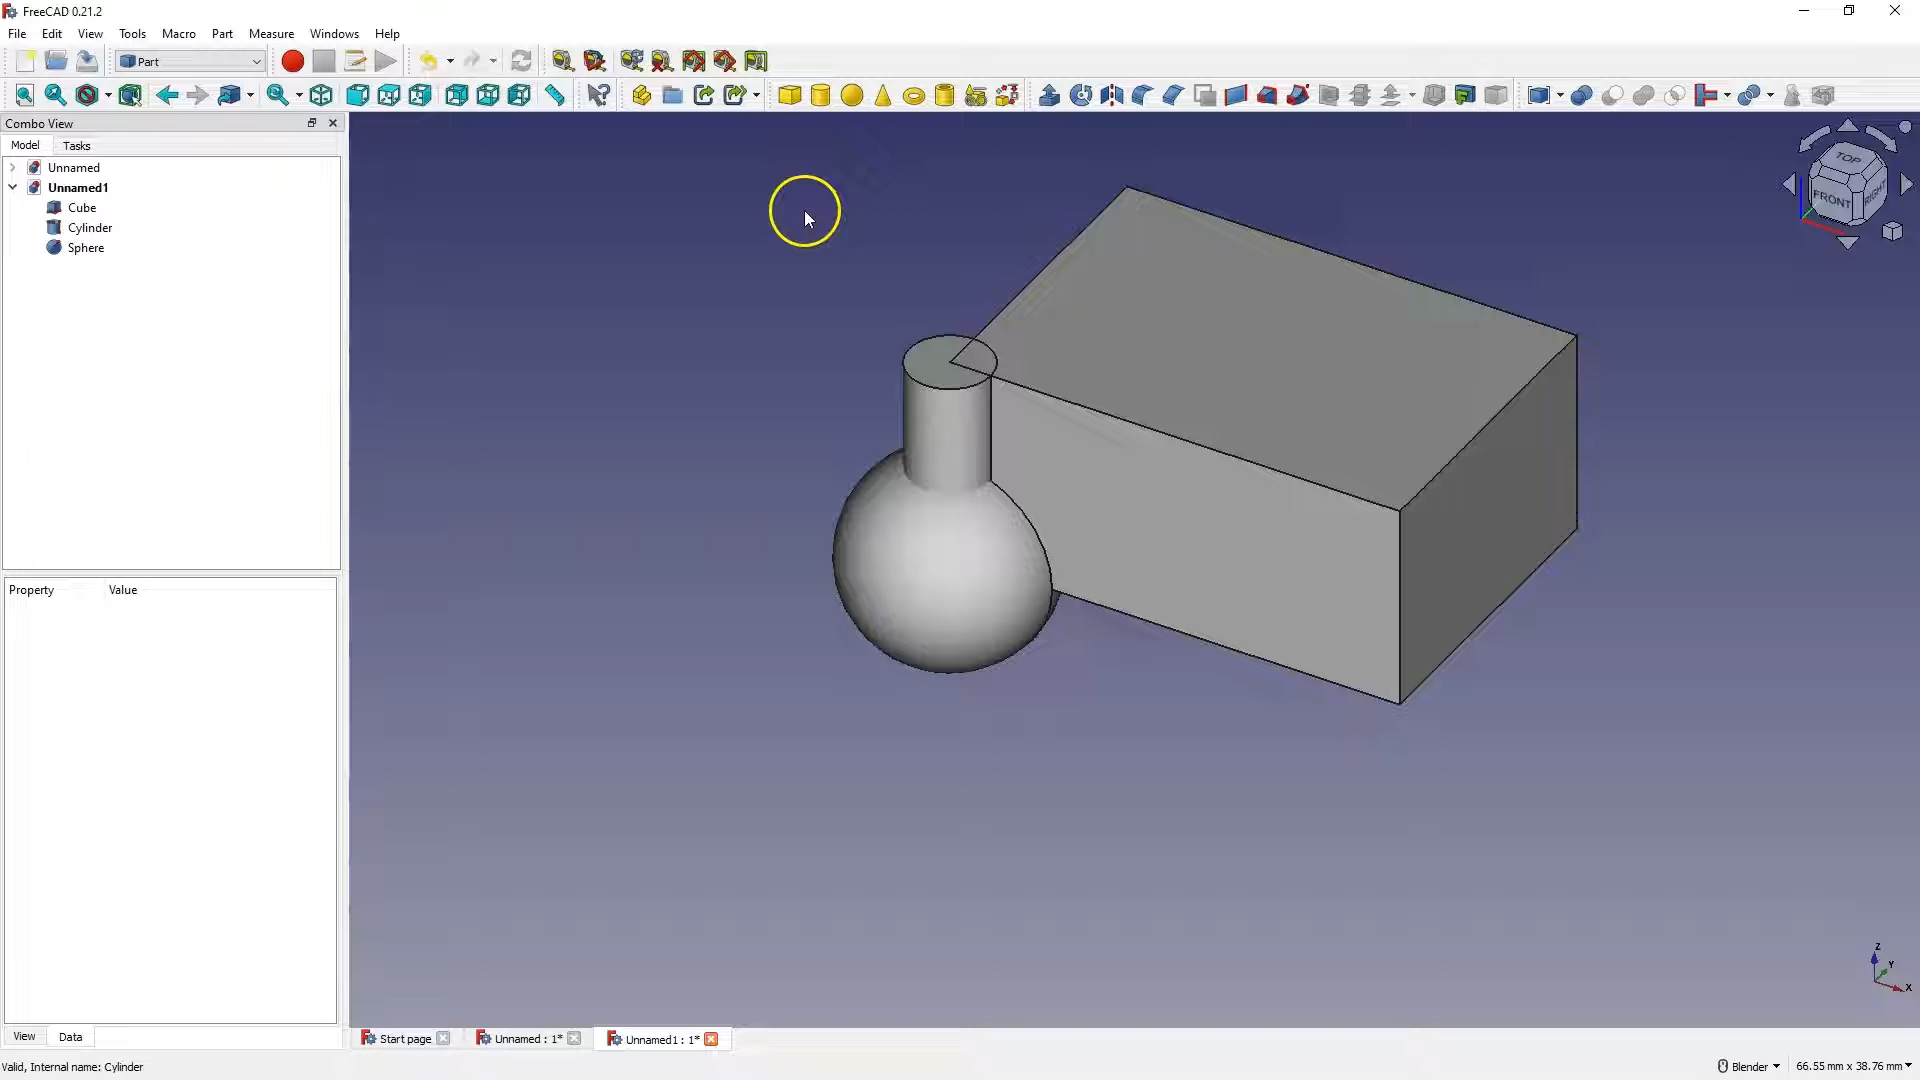 FreeCAD 0.21.2
File Edit View Tools Macro Part Measure Windows Help
Part
Combo View
Model Tasks
Unnamed
Unnamed1
Cube
Cylinder
Sphere
TOP
FRONT RIGHT
Property Value
Z
Y
X
View Data
Start page Unnamed : 1* Unnamed1 : 1*
Valid, Internal name: Cylinder
Blender 66.55 mm x 38.76 mm